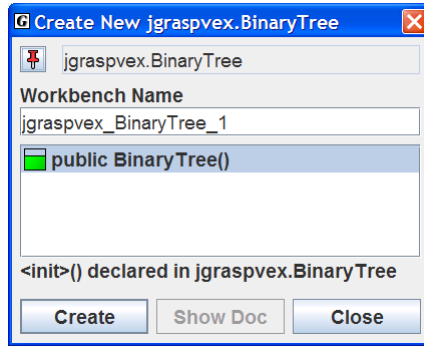 G Create New jgraspvex.BinaryTree
jgraspvex.BinaryTree
Workbench Name
jgraspvex_BinaryTree_1
public BinaryTree()
<init>() declared in jgraspvex.BinaryTree
Create Show Doc Close